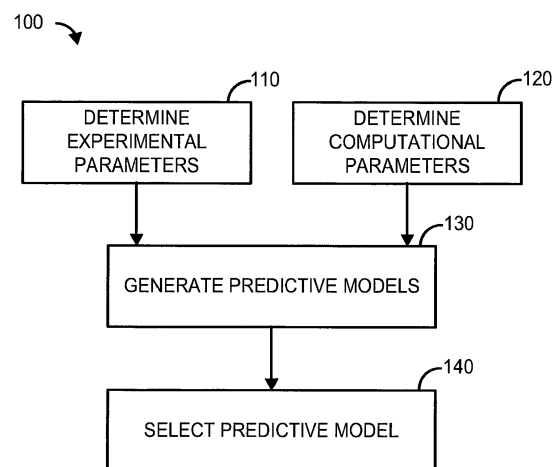 100
110
DETERMINE
EXPERIMENTAL
PARAMETERS
120
DETERMINE
COMPUTATIONAL
PARAMETERS
130
GENERATE PREDICTIVE MODELS
140
SELECT PREDICTIVE MODEL